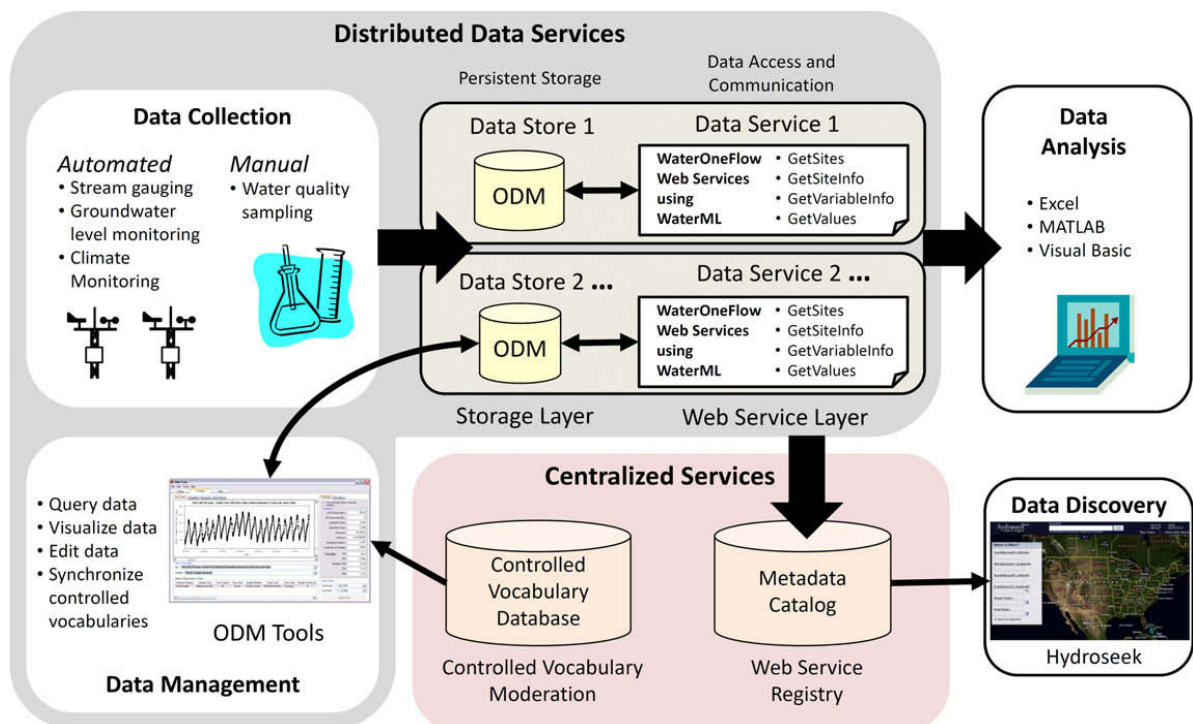 Distributed Data Services
Persistent Storage
Data Access and
Communication
Data Collection
Automated
• Stream gauging
• Groundwater
level monitoring
• Climate
Monitoring
Manual
• Water quality
sampling
Data Store 1
ODM
Data Service 1
WaterOneFlow
Web Services
using
WaterML
• GetSites
• GetSiteInfo
• GetVariableInfo
• GetValues
Data Store 2 ...
ODM
Data Service 2 ...
WaterOneFlow
Web Services
using
WaterML
• GetSites
• GetSiteInfo
• GetVariableInfo
• GetValues
Storage Layer
Web Service Layer
Data
Analysis
• Excel
• MATLAB
• Visual Basic
• Query data
• Visualize data
• Edit data
• Synchronize
controlled
vocabularies
ODM Tools
Data Management
Centralized Services
Controlled
Vocabulary
Database
Controlled Vocabulary
Moderation
Metadata
Catalog
Web Service
Registry
Data Discovery
hydroseek
Hydroseek